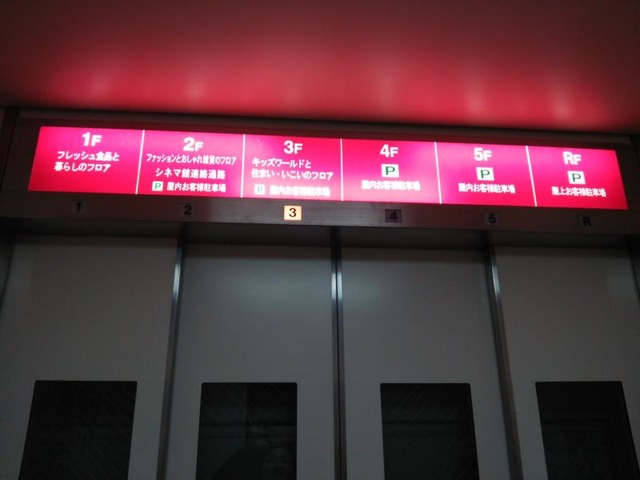 1F
フレッシュ食品と
暮らしのフロア
2F
ファッションとおしゃれ雑貨のフロア
シネマ館連絡通路
P 屋内お客様駐車場
3F
キッズワールドと
住まい・いこいのフロア
P 屋内お客様駐車場
4F
P
屋内お客様駐車場
5F
P
屋内お客様駐車場
RF
P
屋上お客様駐車場
1 2 3 4 5 R